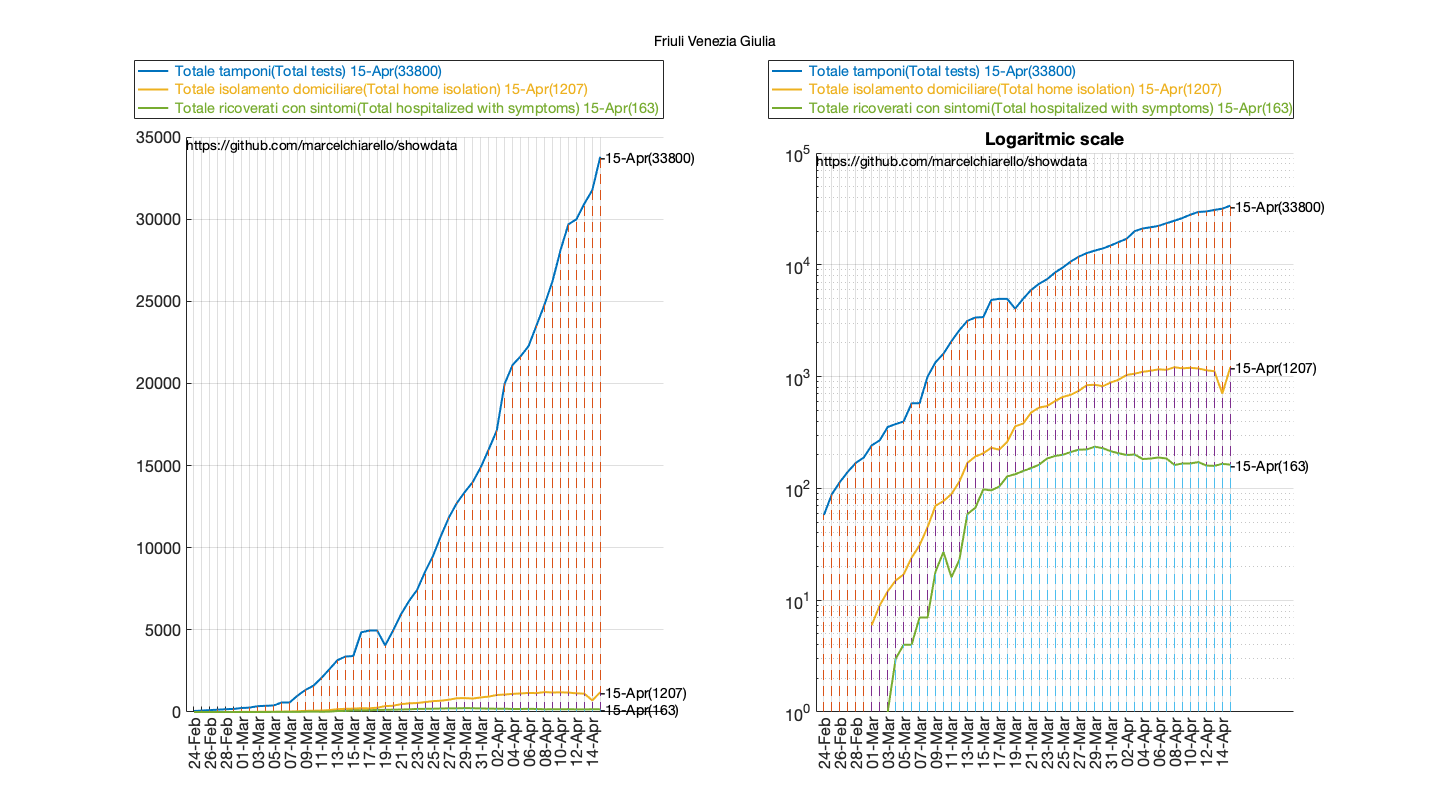 Friuli Venezia Giulia
Totale tamponi(Total tests) 15-Apr(33800)
Totale isolamento domiciliare(Total home isolation) 15-Apr(1207)
Totale ricoverati con sintomi(Total hospitalized with symptoms) 15-Apr(163)
35000
https://github.com/marcelchiarello/showdata
15-Apr(33800)
30000
25000
20000
15000
10000
5000
15-Apr(1207)
0
15-Apr(163)
24-Feb
26-Feb
28-Feb
01-Mar
03-Mar
05-Mar
07-Mar
09-Mar
11-Mar
13-Mar
15-Mar
17-Mar
19-Mar
21-Mar
23-Mar
25-Mar
27-Mar
29-Mar
31-Mar
02-Apr
04-Apr
06-Apr
08-Apr
10-Apr
12-Apr
14-Apr
Totale tamponi(Total tests) 15-Apr(33800)
Totale isolamento domiciliare(Total home isolation) 15-Apr(1207)
Totale ricoverati con sintomi(Total hospitalized with symptoms) 15-Apr(163)
Logaritmic scale
10^5
https://github.com/marcelchiarello/showdata
15-Apr(33800)
10^4
10^3
15-Apr(1207)
10^2
15-Apr(163)
10^1
10^0
24-Feb
26-Feb
28-Feb
01-Mar
03-Mar
05-Mar
07-Mar
09-Mar
11-Mar
13-Mar
15-Mar
17-Mar
19-Mar
21-Mar
23-Mar
25-Mar
27-Mar
29-Mar
31-Mar
02-Apr
04-Apr
06-Apr
08-Apr
10-Apr
12-Apr
14-Apr